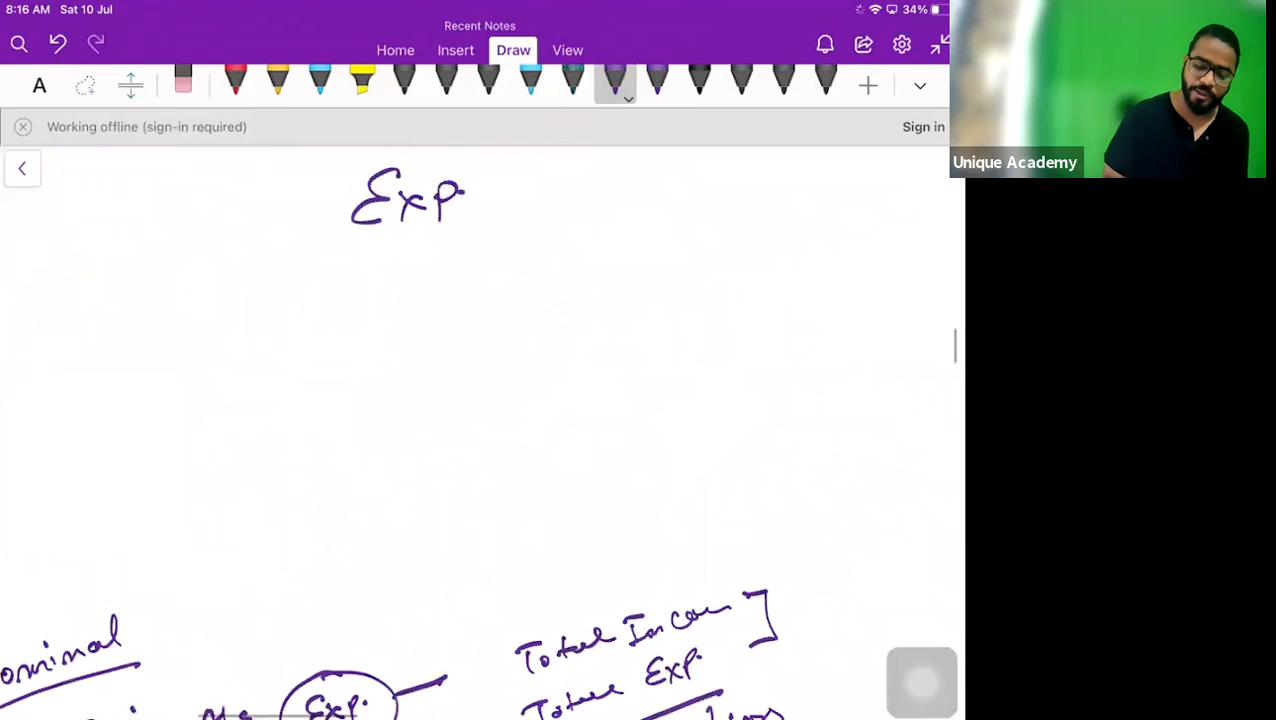 8:16 AM Sat 10 Jul 34%
Recent Notes
Home Insert Draw View
A
Working offline (sign-in required) Sign in
Unique Academy
Exp.
ominal
Total Incom
Total Exp.
Exp.